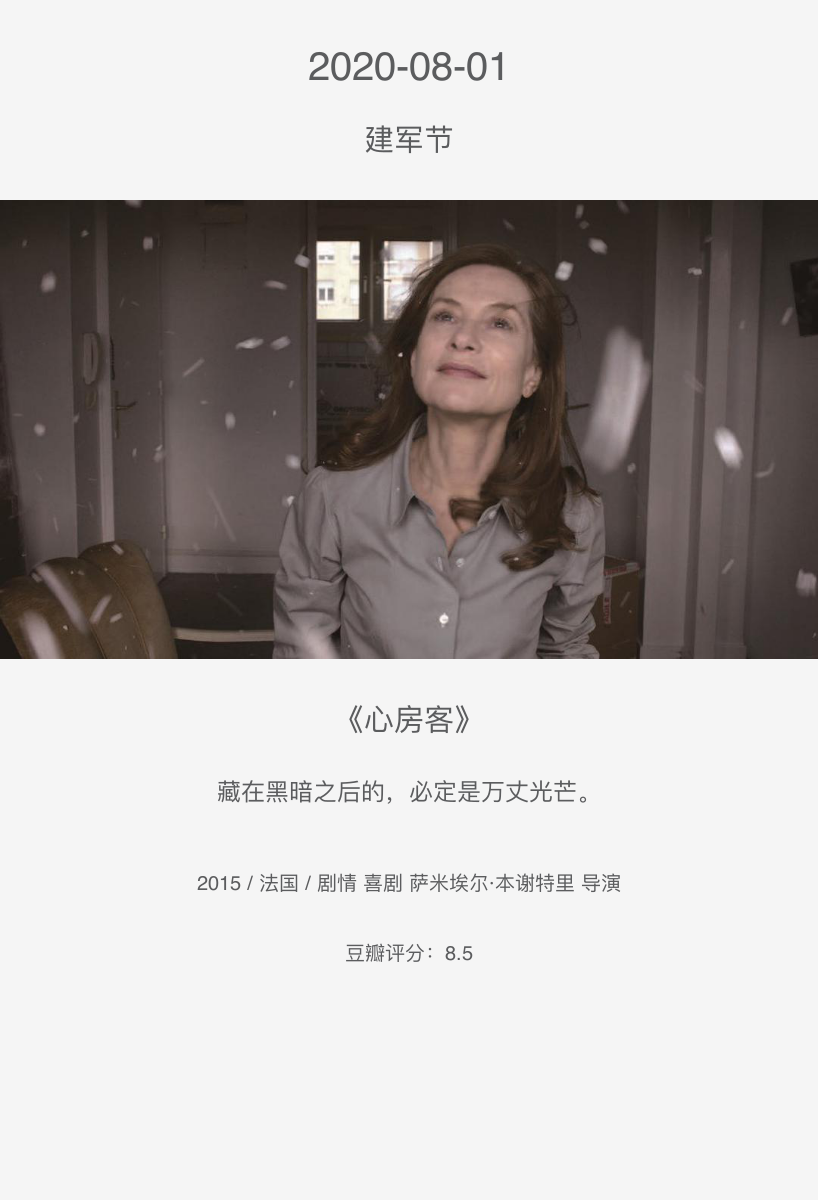 2020-08-01
建军节
《心房客》
藏在黑暗之后的，必定是万丈光芒。
2015 / 法国 / 剧情 喜剧 萨米埃尔·本谢特里 导演
豆瓣评分：8.5